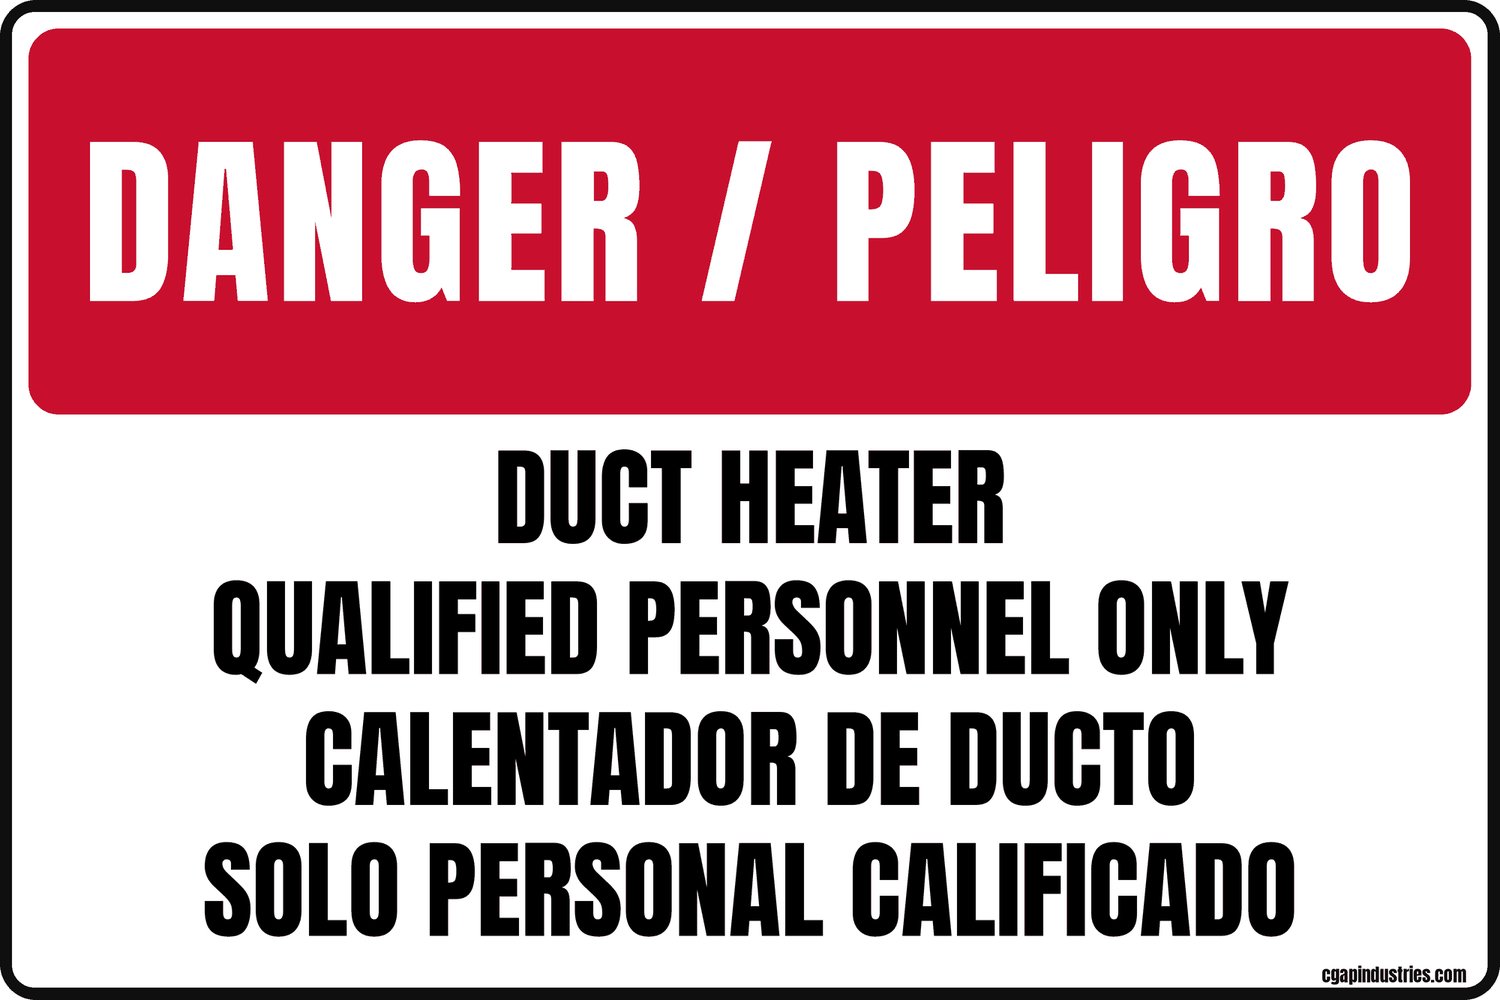 DANGER / PELIGRO
DUCT HEATER
QUALIFIED PERSONNEL ONLY
CALENTADOR DE DUCTO
SOLO PERSONAL CALIFICADO
cgapindustries.com